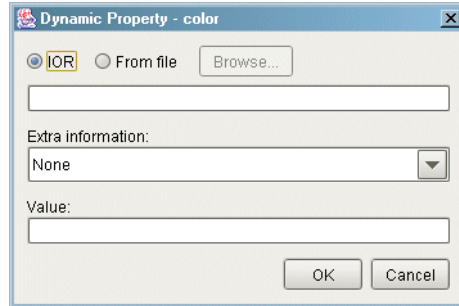 Dynamic Property - color
IOR From file Browse...
Extra information:
None
Value:
OK Cancel